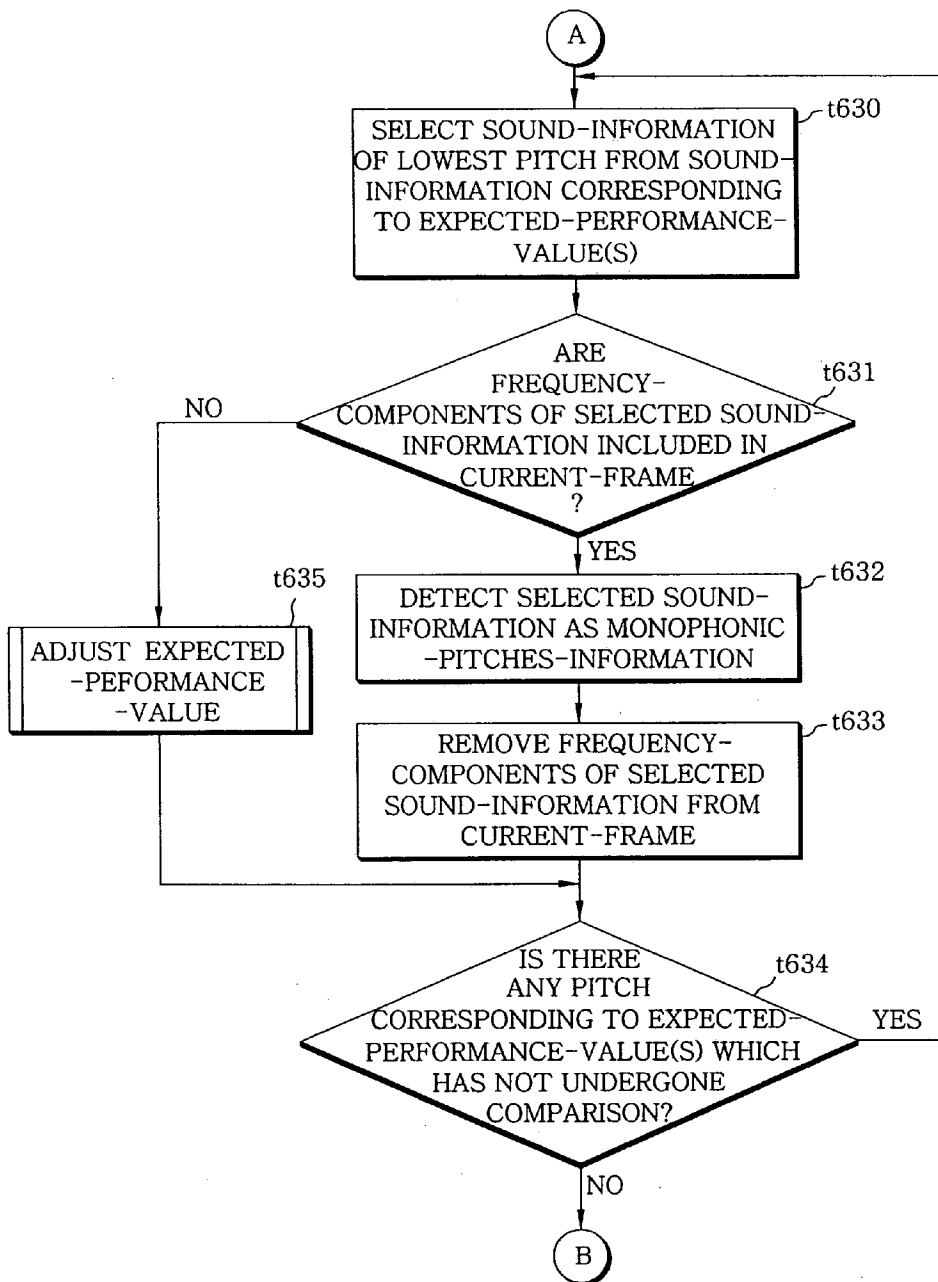 A
t630
SELECT SOUND-INFORMATION
OF LOWEST PITCH FROM SOUND-
INFORMATION CORRESPONDING
TO EXPECTED-PERFORMANCE-
VALUE(S)
t631
ARE
FREQUENCY-
COMPONENTS OF SELECTED SOUND-
INFORMATION INCLUDED IN
CURRENT-FRAME
?
NO
YES
t632
DETECT SELECTED SOUND-
INFORMATION AS MONOPHONIC
-PITCHES-INFORMATION
t635
ADJUST EXPECTED
-PEFORMANCE
-VALUE
t633
REMOVE FREQUENCY-
COMPONENTS OF SELECTED
SOUND-INFORMATION FROM
CURRENT-FRAME
t634
IS THERE
ANY PITCH
CORRESPONDING TO EXPECTED-
PERFORMANCE-VALUE(S) WHICH
HAS NOT UNDERGONE
COMPARISON?
YES
NO
B